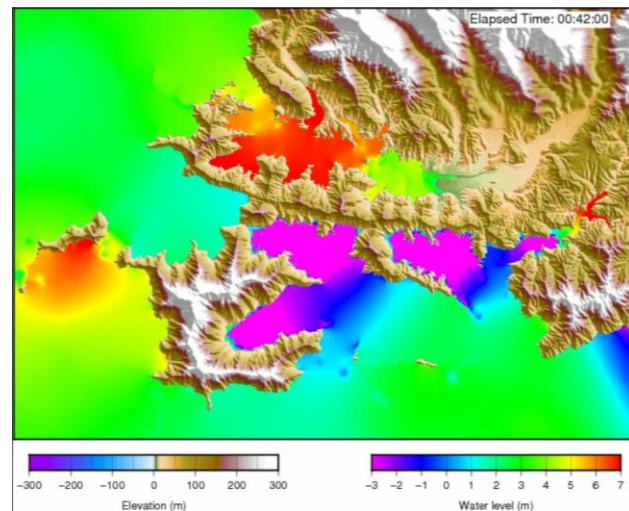 Elapsed Time: 00:42:00
−300 −200 −100 0 100 200 300
Elevation (m)
−3 −2 −1 0 1 2 3 4 5 6 7
Water level (m)